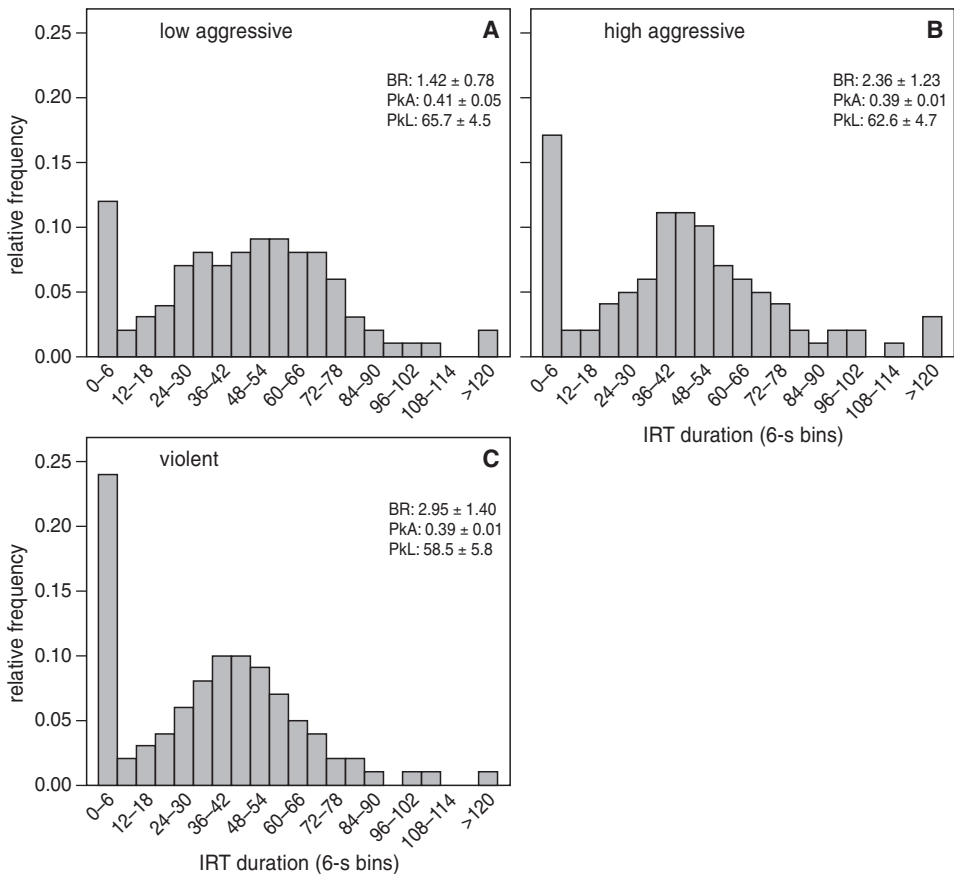 low aggressive
A
BR: 1.42 ± 0.78
PkA: 0.41 ± 0.05
PkL: 65.7 ± 4.5
relative frequency
0.25
0.20
0.15
0.10
0.05
0.00
0–6
12–18
24–30
36–42
48–54
60–66
72–78
84–90
96–102
108–114
>120
high aggressive
B
BR: 2.36 ± 1.23
PkA: 0.39 ± 0.01
PkL: 62.6 ± 4.7
0–6
12–18
24–30
36–42
48–54
60–66
72–78
84–90
96–102
108–114
>120
IRT duration (6-s bins)
violent
C
BR: 2.95 ± 1.40
PkA: 0.39 ± 0.01
PkL: 58.5 ± 5.8
relative frequency
0.25
0.20
0.15
0.10
0.05
0.00
0–6
12–18
24–30
36–42
48–54
60–66
72–78
84–90
96–102
108–114
>120
IRT duration (6-s bins)